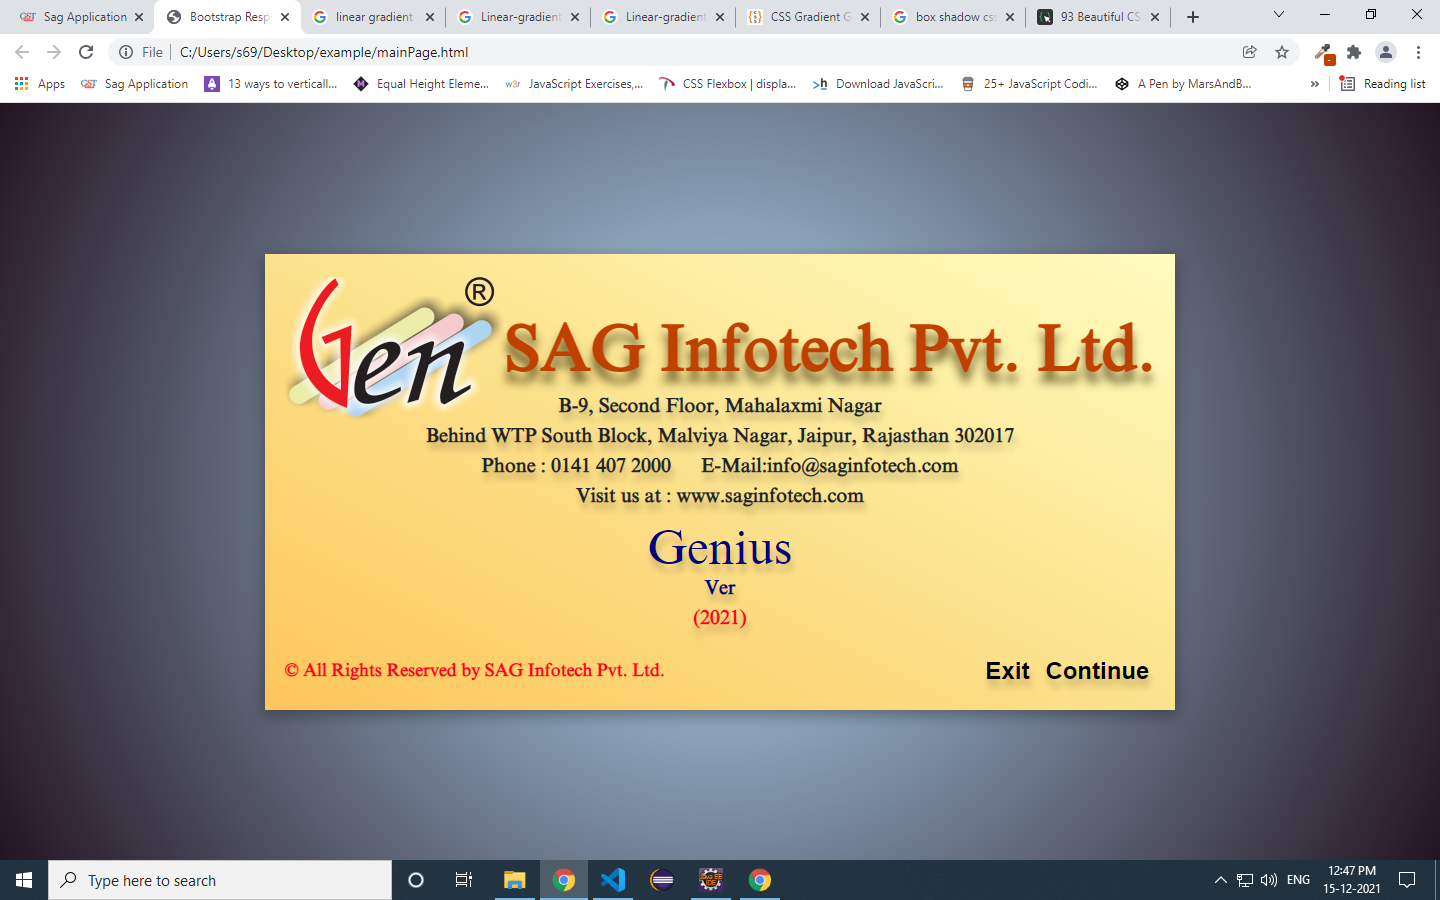 Sag Application
Bootstrap Resp
linear gradient
Linear-gradient
Linear-gradient
CSS Gradient G
box shadow css
93 Beautiful CS
File
C:/Users/s69/Desktop/example/mainPage.html
Apps
GST Sag Application
13 ways to verticall...
Equal Height Eleme...
w3r JavaScript Exercises,...
CSS Flexbox | displa...
>h Download JavaScri...
25+ JavaScript Codi...
A Pen by MarsAndB...
»
Reading list
Gen®
SAG Infotech Pvt. Ltd.
B-9, Second Floor, Mahalaxmi Nagar
Behind WTP South Block, Malviya Nagar, Jaipur, Rajasthan 302017
Phone : 0141 407 2000 E-Mail:info@saginfotech.com
Visit us at : www.saginfotech.com
Genius
Ver
(2021)
© All Rights Reserved by SAG Infotech Pvt. Ltd.
Exit Continue
Type here to search
ENG
12:47 PM
15-12-2021